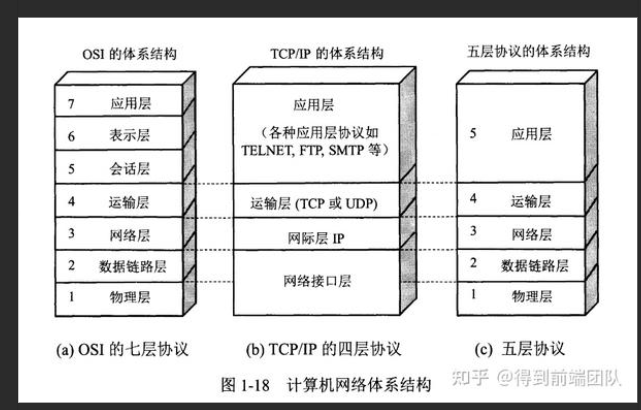 OSI 的体系结构
7 应用层
6 表示层
5 会话层
4 运输层
3 网络层
2 数据链路层
1 物理层
(a) OSI 的七层协议
TCP/IP 的体系结构
应用层
(各种应用层协议如
TELNET, FTP, SMTP 等)
运输层 (TCP 或 UDP)
网际层 IP
网络接口层
(b) TCP/IP 的四层协议
五层协议的体系结构
5 应用层
4 运输层
3 网络层
2 数据链路层
1 物理层
(c) 五层协议
图 1-18 计算机网络体系结构
知乎 @得到前端团队